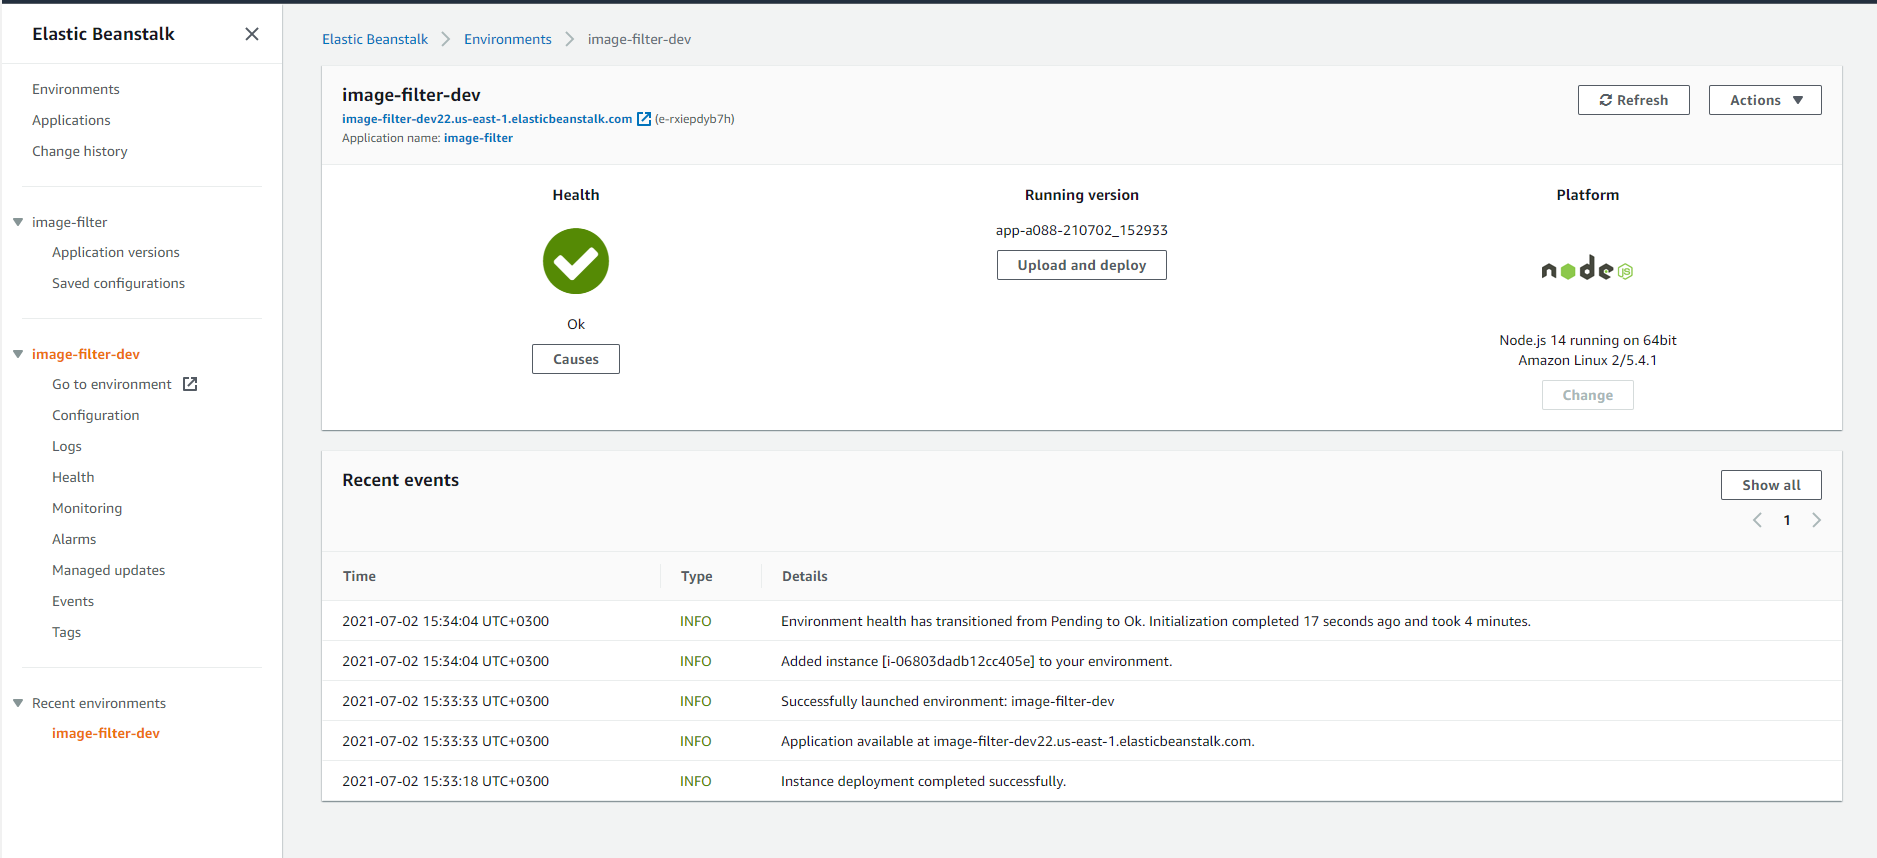 Elastic Beanstalk
Environments
Applications
Change history
image-filter
Application versions
Saved configurations
image-filter-dev
Go to environment
Configuration
Logs
Health
Monitoring
Alarms
Managed updates
Events
Tags
Recent environments
image-filter-dev
Elastic Beanstalk Environments image-filter-dev
image-filter-dev
image-filter-dev22.us-east-1.elasticbeanstalk.com (e-rxiepdyb7h)
Application name: image-filter
Refresh Actions
Health
Ok
Causes
Running version
app-a088-210702_152933
Upload and deploy
Platform
node JS
Node.js 14 running on 64bit
Amazon Linux 2/5.4.1
Change
Recent events
Show all
1
Time Type Details
2021-07-02 15:34:04 UTC+0300 INFO Environment health has transitioned from Pending to Ok. Initialization completed 17 seconds ago and took 4 minutes.
2021-07-02 15:34:04 UTC+0300 INFO Added instance [i-06803dadb12cc405e] to your environment.
2021-07-02 15:33:33 UTC+0300 INFO Successfully launched environment: image-filter-dev
2021-07-02 15:33:33 UTC+0300 INFO Application available at image-filter-dev22.us-east-1.elasticbeanstalk.com.
2021-07-02 15:33:18 UTC+0300 INFO Instance deployment completed successfully.